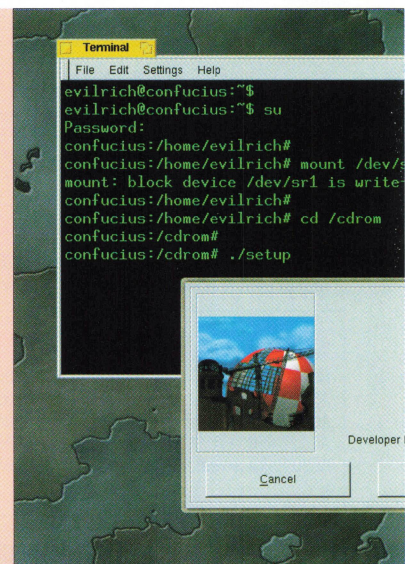 Terminal
File Edit Settings Help
evilrich@confucius:~$
evilrich@confucius:~$ su
Password:
confucius:/home/evilrich#
confucius:/home/evilrich# mount /dev/s
mount: block device /dev/sr1 is write-
confucius:/home/evilrich#
confucius:/home/evilrich# cd /cdrom
confucius:/cdrom#
confucius:/cdrom# ./setup
Developer
Cancel